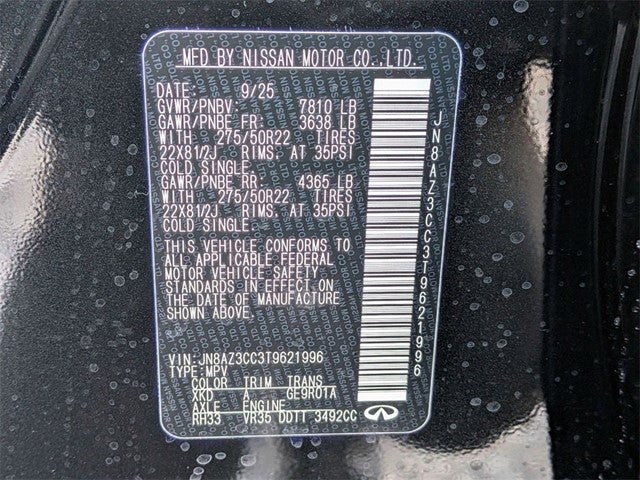 MFD BY NISSAN MOTOR CO.,LTD.
DATE: 9/25
GVWR/PNBV: 7810 LB
GAWR/PNBE FR: 3638 LB
WITH 275/50R22 TIRES
22X81/2J RIMS. AT 35PSI
COLD SINGLE.
GAWR/PNBE RR: 4365 LB
WITH 275/50R22 TIRES
22X81/2J RIMS. AT 35PSI
COLD SINGLE.
THIS VEHICLE CONFORMS TO
ALL APPLICABLE FEDERAL
MOTOR VEHICLE SAFETY
STANDARDS IN EFFECT ON
THE DATE OF MANUFACTURE
SHOWN ABOVE.
VIN: JN8AZ3CC3T9621996
TYPE: MPV
COLOR TRIM TRANS
XKD A GE9R01A
AXLE ENGINE
RH33 VR35 DDTT 3492CC
JN8AZ3CC3T9621996